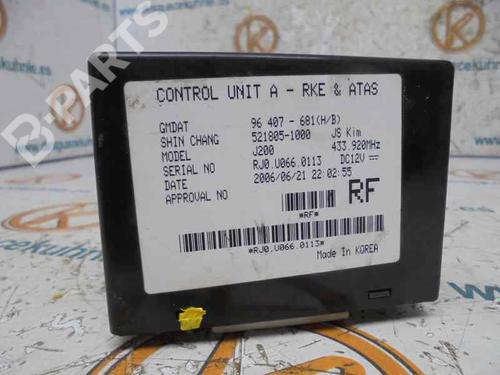 CONTROL UNIT A - RKE & ATAS
GMDAT 96 407 - 681(H/B)
SHIN CHANG 521805-1000 JS Kim
MODEL J200 433.920MHz
SERIAL NO RJ0.U066.0113 DC12V
DATE 2006/06/21 22:02:55
APPROVAL NO
RF
*RF*
*RJ0.U066.0113*
Made In KOREA
B-PARTS